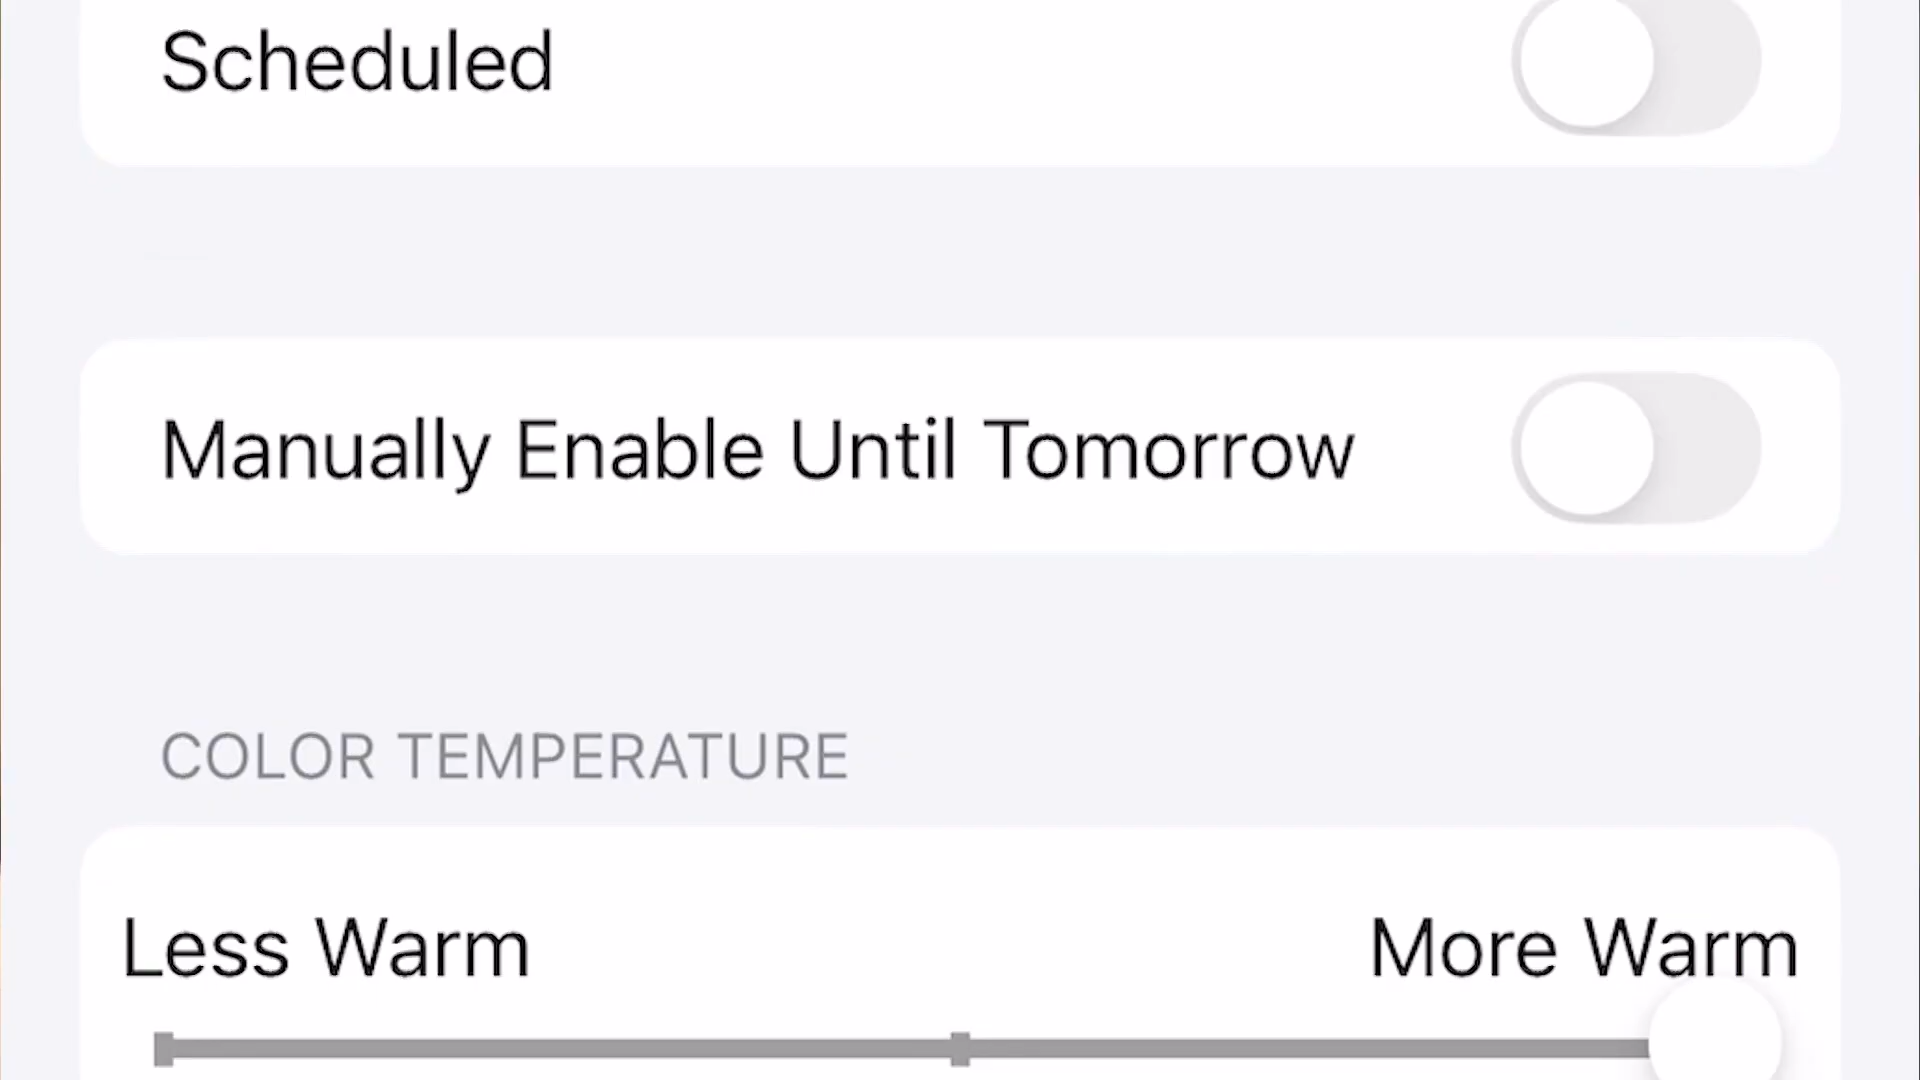 Scheduled
Manually Enable Until Tomorrow
COLOR TEMPERATURE
Less Warm More Warm